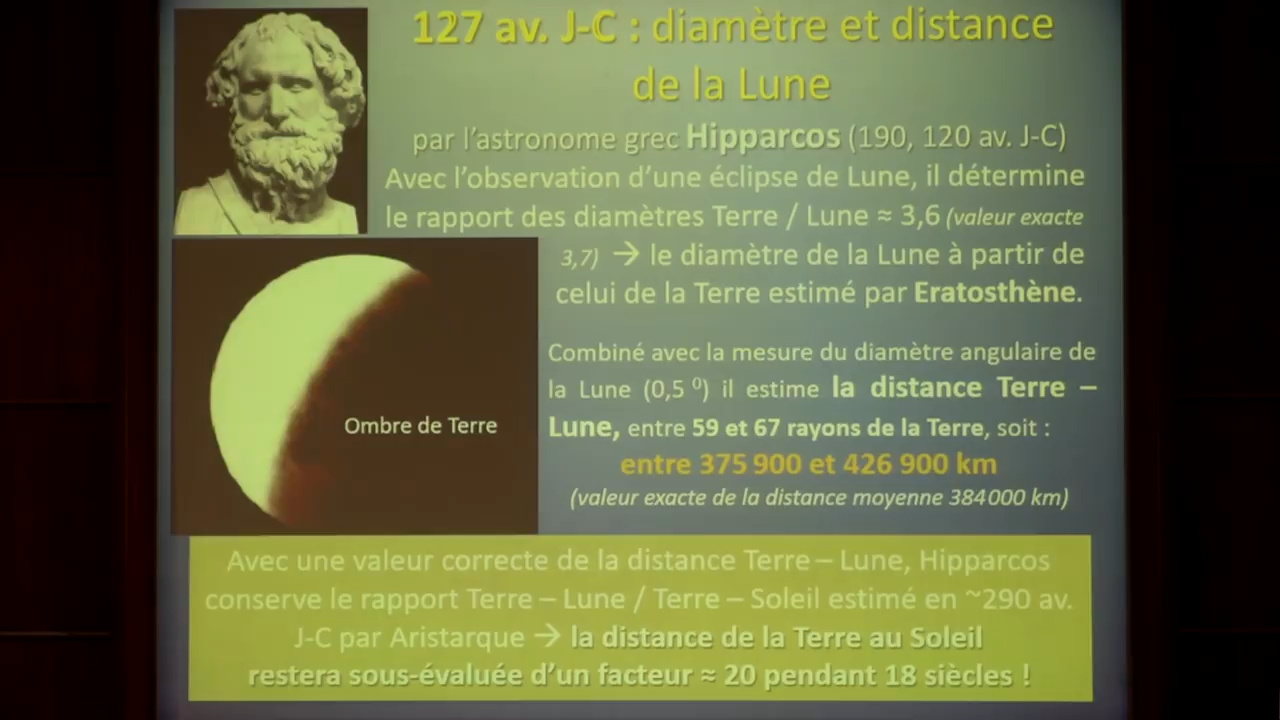 127 av. J-C : diamètre et distance
de la Lune
par l'astronome grec Hipparcos (190, 120 av. J-C)
Avec l'observation d'une éclipse de Lune, il détermine
le rapport des diamètres Terre / Lune ≈ 3,6 (valeur exacte
3,7) → le diamètre de la Lune à partir de
celui de la Terre estimé par Eratosthène.
Combiné avec la mesure du diamètre angulaire de
la Lune (0,5 ⁰) il estime la distance Terre –
Lune, entre 59 et 67 rayons de la Terre, soit :
entre 375 900 et 426 900 km
(valeur exacte de la distance moyenne 384 000 km)
Ombre de Terre
Avec une valeur correcte de la distance Terre – Lune, Hipparcos
conserve le rapport Terre – Lune / Terre – Soleil estimé en ~290 av.
J-C par Aristarque → la distance de la Terre au Soleil
restera sous-évaluée d'un facteur ≈ 20 pendant 18 siècles !